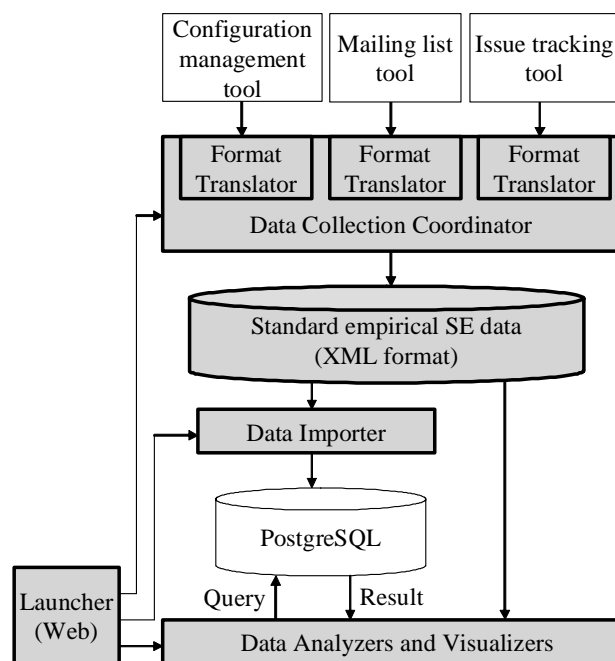 Configuration
management
tool
Mailing list
tool
Issue tracking
tool
Format
Translator
Format
Translator
Format
Translator
Data Collection Coordinator
Standard empirical SE data
(XML format)
Data Importer
PostgreSQL
Query
Result
Launcher
(Web)
Data Analyzers and Visualizers